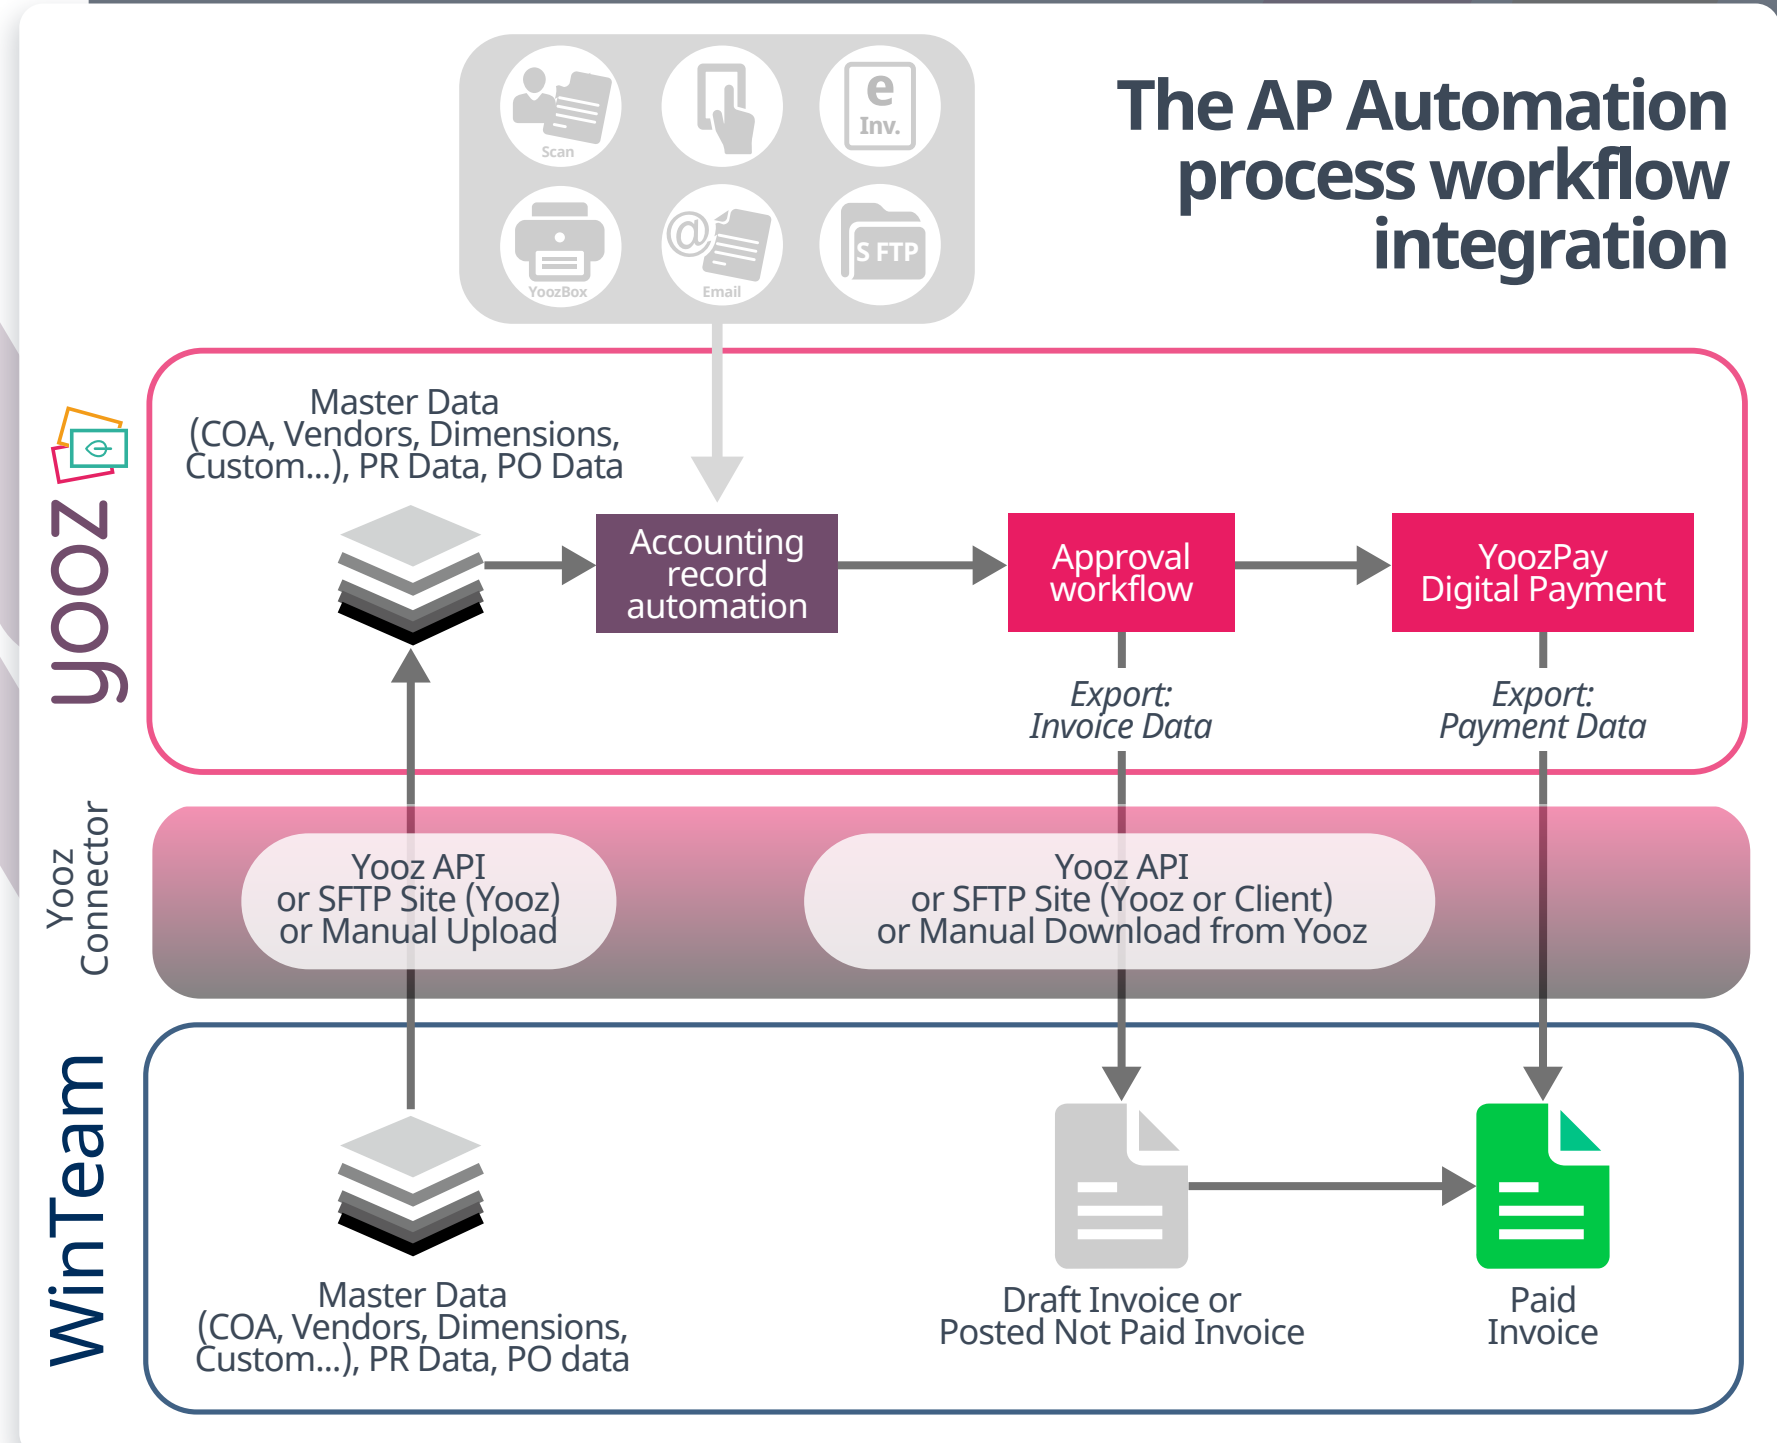 The AP Automation
process workflow
integration
Scan
e
Inv.
YoozBox
@
Email
S FTP
yooz
Master Data
(COA, Vendors, Dimensions,
Custom...), PR Data, PO Data
Accounting
record
automation
Approval
workflow
YoozPay
Digital Payment
Export:
Invoice Data
Export:
Payment Data
Yooz
Connector
Yooz API
or SFTP Site (Yooz)
or Manual Upload
Yooz API
or SFTP Site (Yooz or Client)
or Manual Download from Yooz
WinTeam
Master Data
(COA, Vendors, Dimensions,
Custom...), PR Data, PO data
Draft Invoice or
Posted Not Paid Invoice
Paid
Invoice